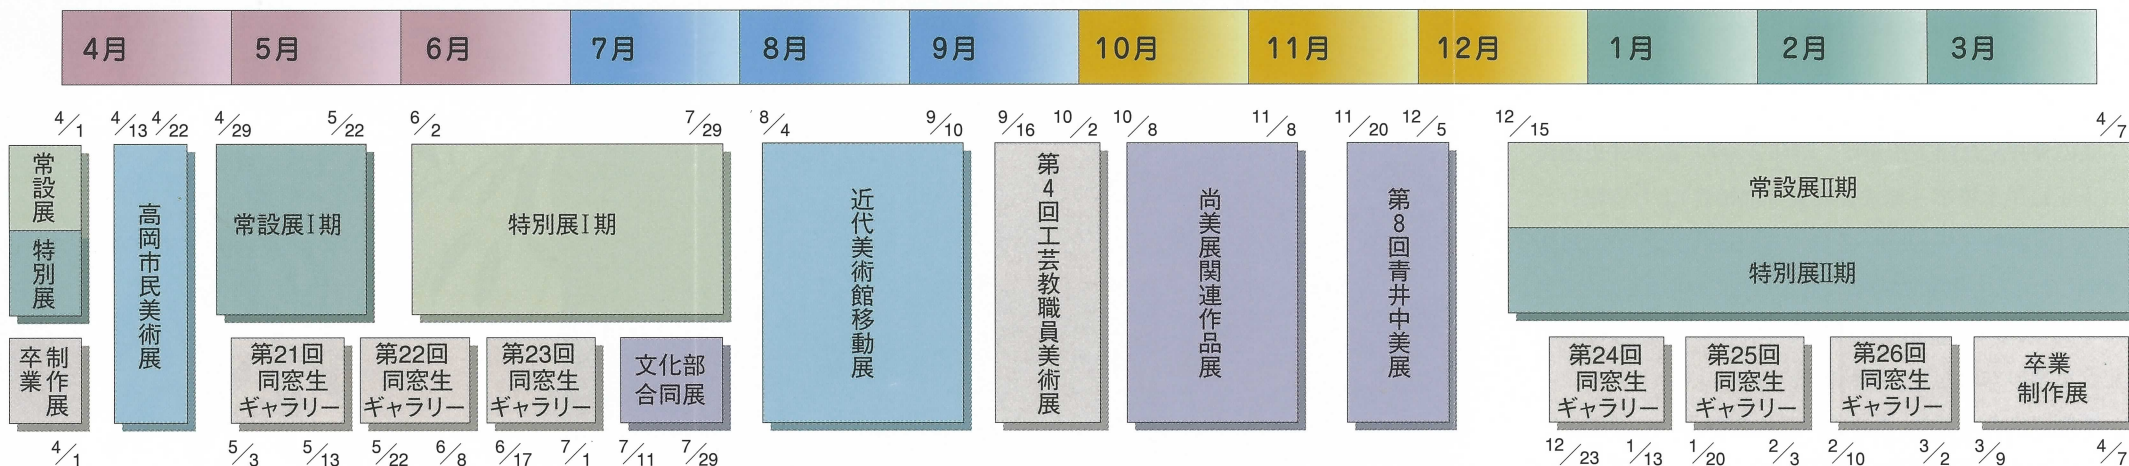 4月 5月 6月 7月 8月 9月 10月 11月 12月 1月 2月 3月
4/1 4/13 4/22 4/29 5/22 6/2 7/29 8/4 9/10 9/16 10/2 10/8 11/8 11/20 12/5 12/15 4/7
常設展
特別展
卒業
制作展
4/1
高岡市民美術展
常設展Ⅰ期
第21回
同窓生
ギャラリー
5/3 5/13
第22回
同窓生
ギャラリー
5/22 6/8
特別展Ⅰ期
第23回
同窓生
ギャラリー
6/17 7/1
文化部
合同展
7/11 7/29
近代美術館移動展
第4回工芸教職員美術展
尚美展関連作品展
第8回青井中美展
常設展Ⅱ期
特別展Ⅱ期
第24回
同窓生
ギャラリー
12/23 1/13
第25回
同窓生
ギャラリー
1/20 2/3
第26回
同窓生
ギャラリー
2/10 3/2
卒業
制作展
3/9 4/7